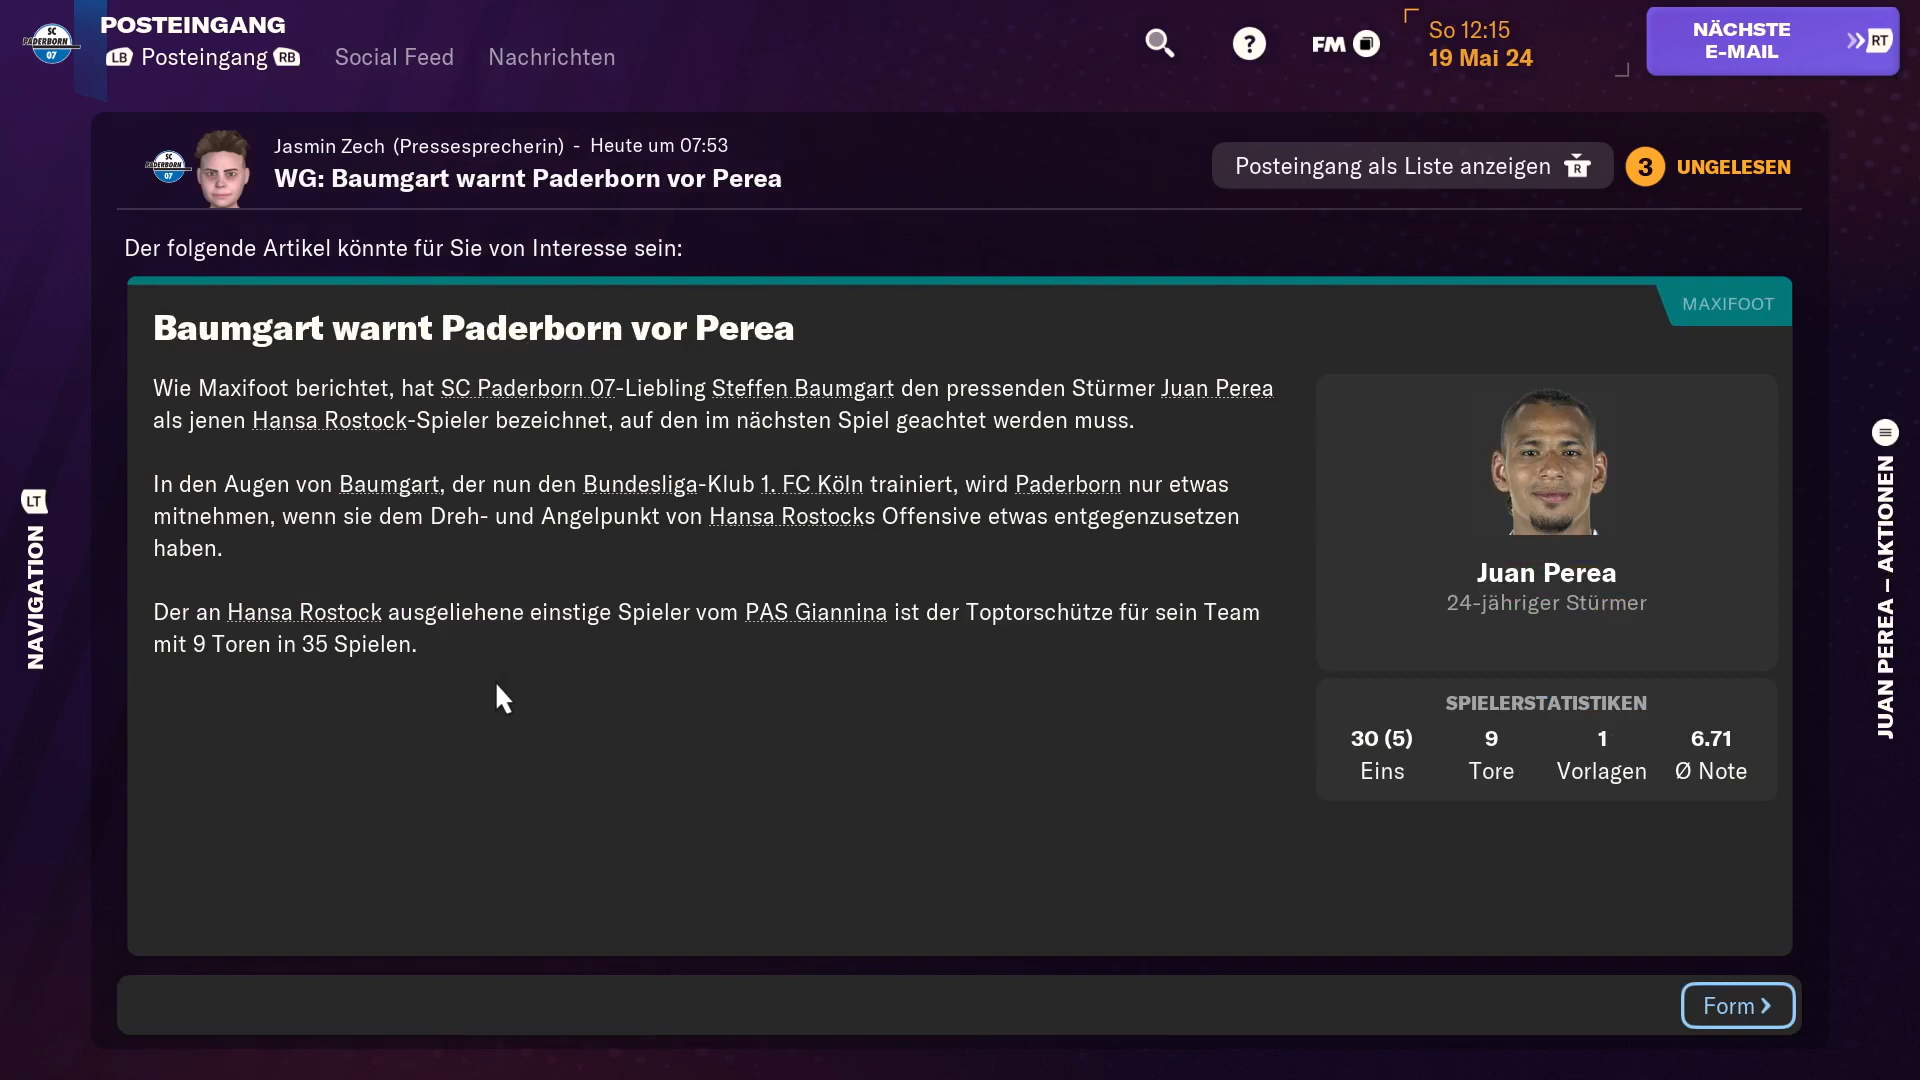 POSTEINGANG
LB Posteingang RB Social Feed Nachrichten
SC PADERBORN 07
?
FM
So 12:15
19 Mai 24
NÄCHSTE
E-MAIL
RT
SC PADERBORN 07
Jasmin Zech (Pressesprecherin) - Heute um 07:53
WG: Baumgart warnt Paderborn vor Perea
Posteingang als Liste anzeigen R
3 UNGELESEN
Der folgende Artikel könnte für Sie von Interesse sein:
MAXIFOOT
Baumgart warnt Paderborn vor Perea
Wie Maxifoot berichtet, hat SC Paderborn 07-Liebling Steffen Baumgart den pressenden Stürmer Juan Perea
als jenen Hansa Rostock-Spieler bezeichnet, auf den im nächsten Spiel geachtet werden muss.
In den Augen von Baumgart, der nun den Bundesliga-Klub 1. FC Köln trainiert, wird Paderborn nur etwas
mitnehmen, wenn sie dem Dreh- und Angelpunkt von Hansa Rostocks Offensive etwas entgegenzusetzen
haben.
Der an Hansa Rostock ausgeliehene einstige Spieler vom PAS Giannina ist der Toptorschütze für sein Team
mit 9 Toren in 35 Spielen.
Juan Perea
24-jähriger Stürmer
SPIELERSTATISTIKEN
30 (5) 9 1 6.71
Eins Tore Vorlagen Ø Note
Form
LT
NAVIGATION
JUAN PEREA – AKTIONEN